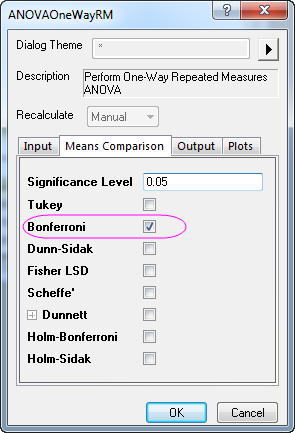 ANOVAOneWayRM
Dialog Theme *
Description Perform One-Way Repeated Measures
ANOVA
Recalculate Manual
Input Means Comparison Output Plots
Significance Level 0.05
Tukey
Bonferroni
Dunn-Sidak
Fisher LSD
Scheffe'
Dunnett
Holm-Bonferroni
Holm-Sidak
OK Cancel